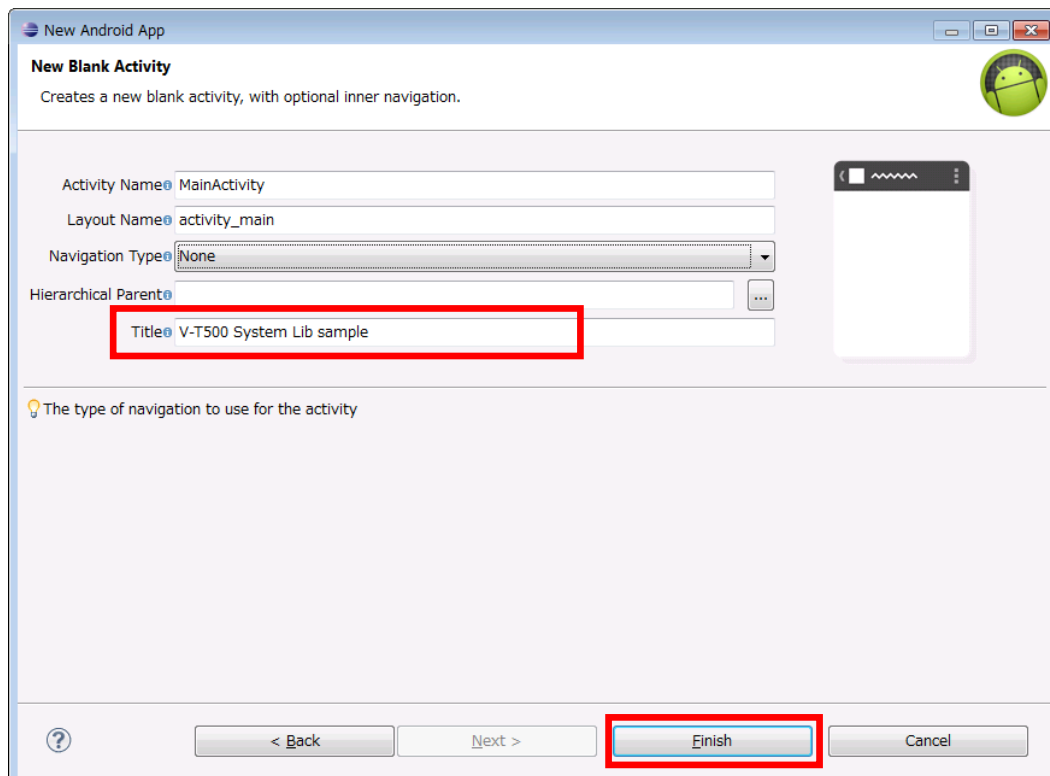 New Android App
New Blank Activity
Creates a new blank activity, with optional inner navigation.
Activity Name MainActivity
Layout Name activity_main
Navigation Type None
Hierarchical Parent ...
Title V-T500 System Lib sample
The type of navigation to use for the activity
? < Back Next > Finish Cancel